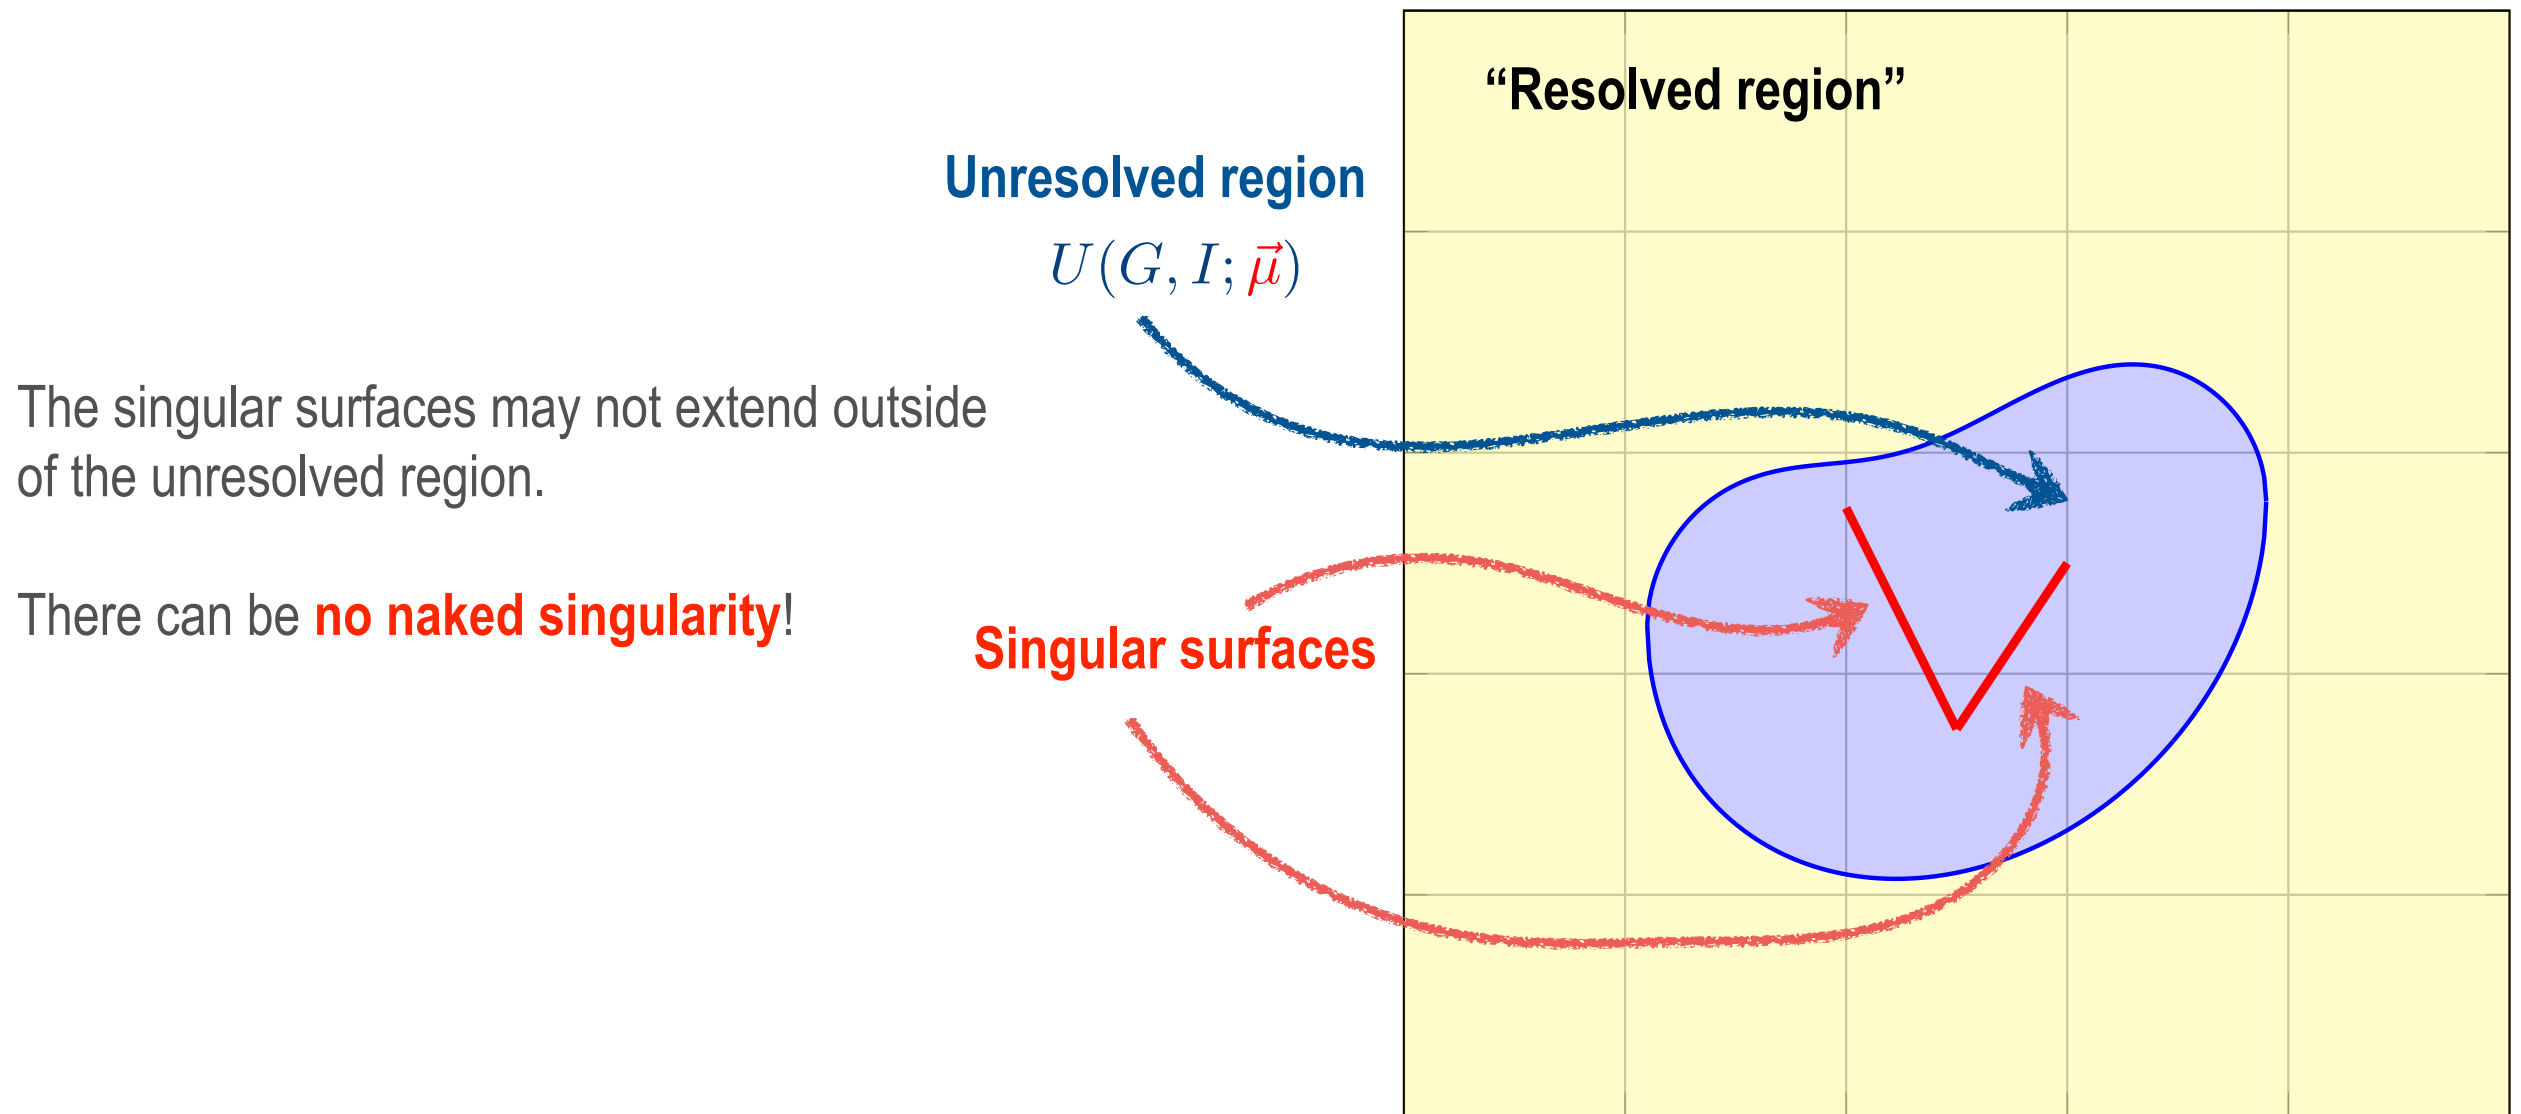 “Resolved region”
Unresolved region
U(G, I; \vec{μ})
The singular surfaces may not extend outside
of the unresolved region.
There can be no naked singularity!
Singular surfaces